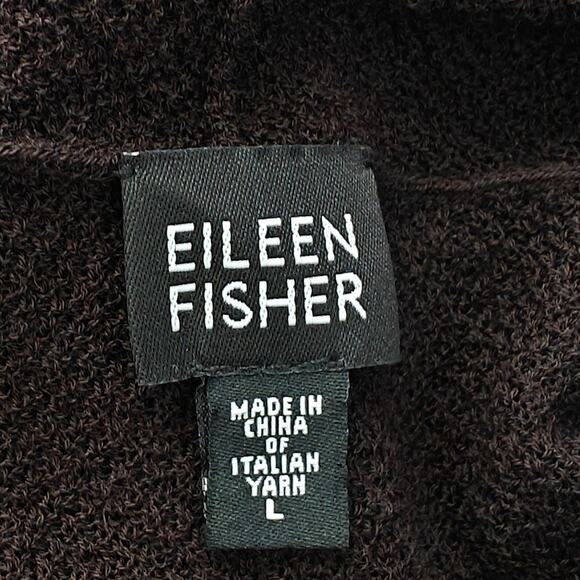 EILEEN
FISHER
MADE IN
CHINA
OF
ITALIAN
YARN
L